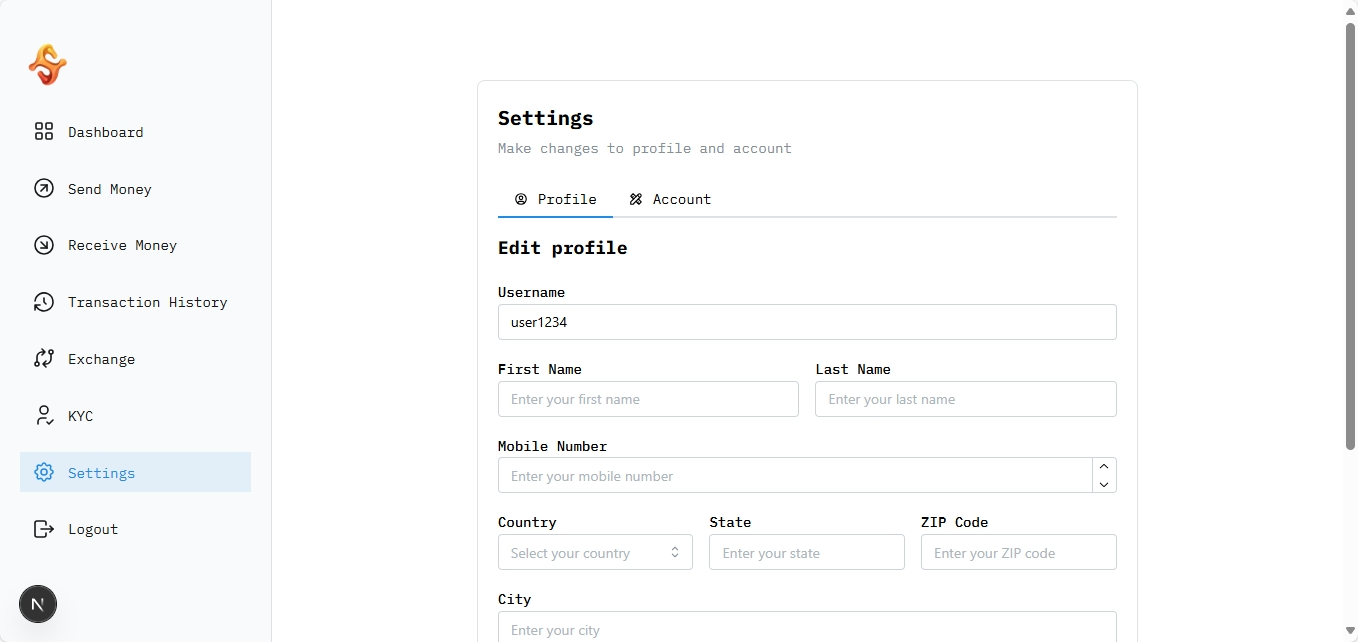 Dashboard
Send Money
Receive Money
Transaction History
Exchange
KYC
Settings
Logout
N
Settings
Make changes to profile and account
Profile Account
Edit profile
Username
user1234
First Name Last Name
Enter your first name Enter your last name
Mobile Number
Enter your mobile number
Country State ZIP Code
Select your country Enter your state Enter your ZIP code
City
Enter your city